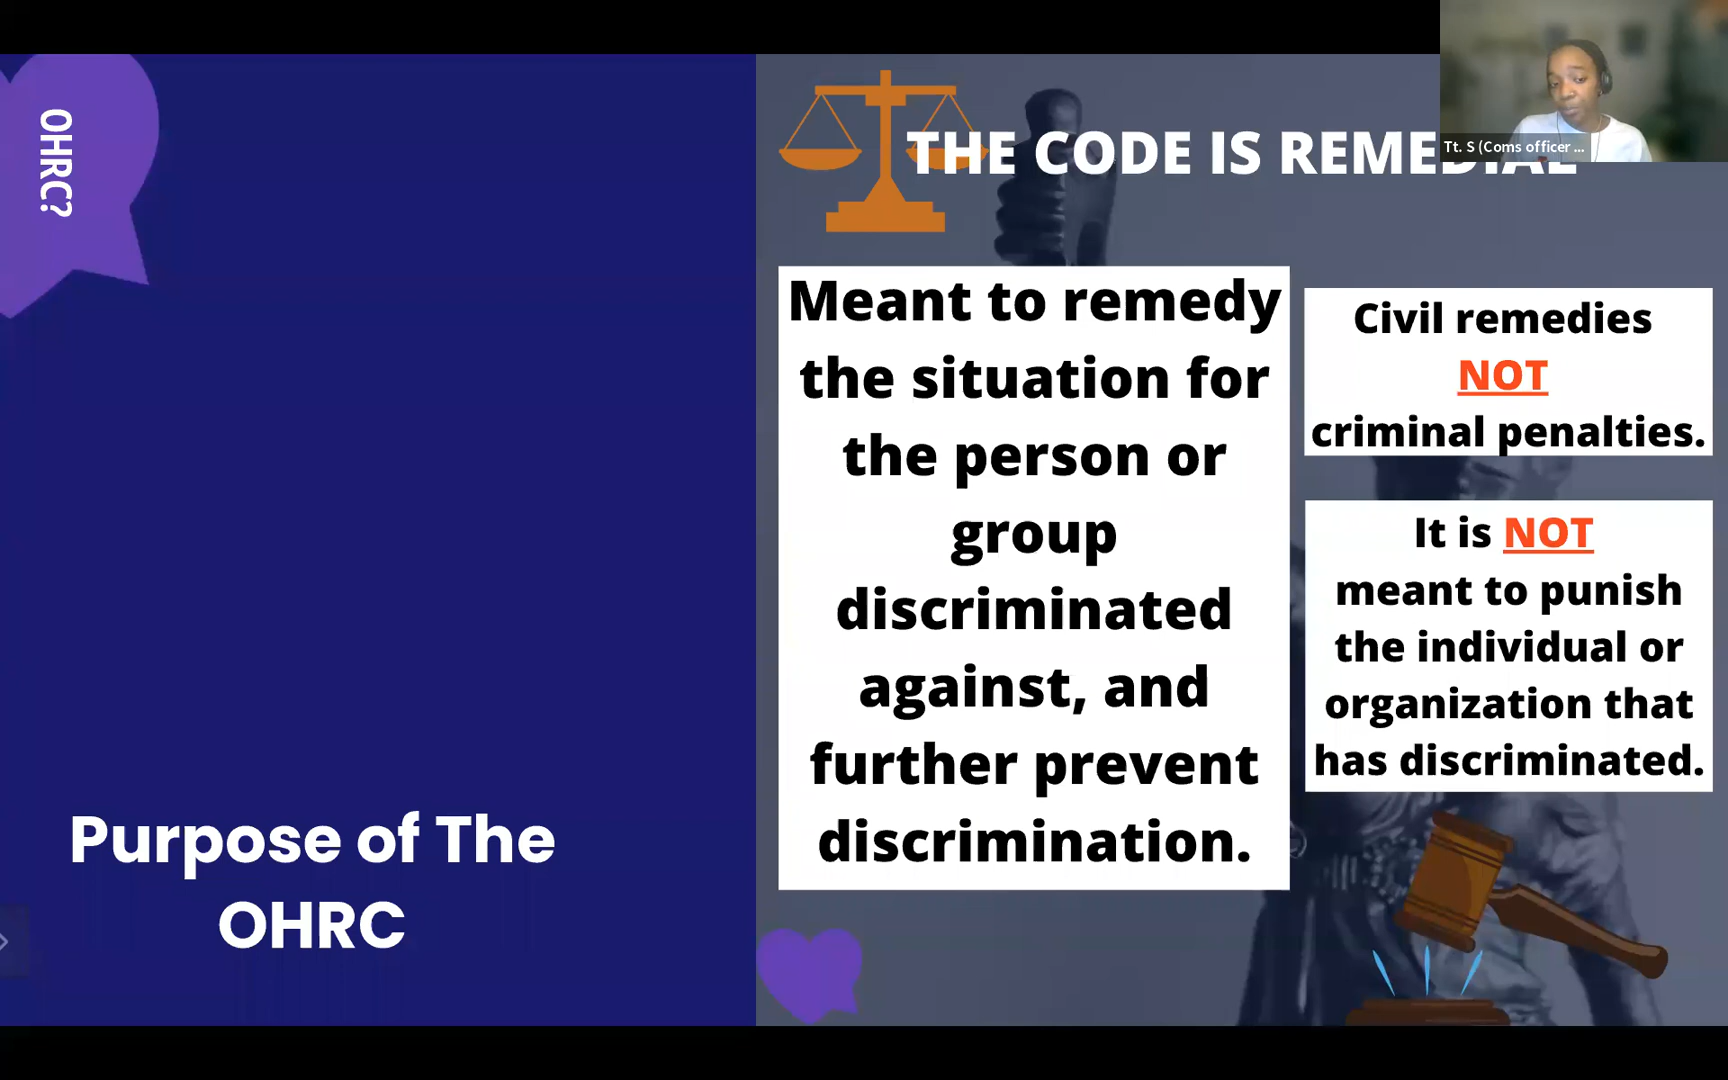 OHRC?
Purpose of The
OHRC
THE CODE IS REMEDIAL
Tt. S (Coms officer ...
Meant to remedy
the situation for
the person or
group
discriminated
against, and
further prevent
discrimination.
Civil remedies
NOT
criminal penalties.
It is NOT
meant to punish
the individual or
organization that
has discriminated.